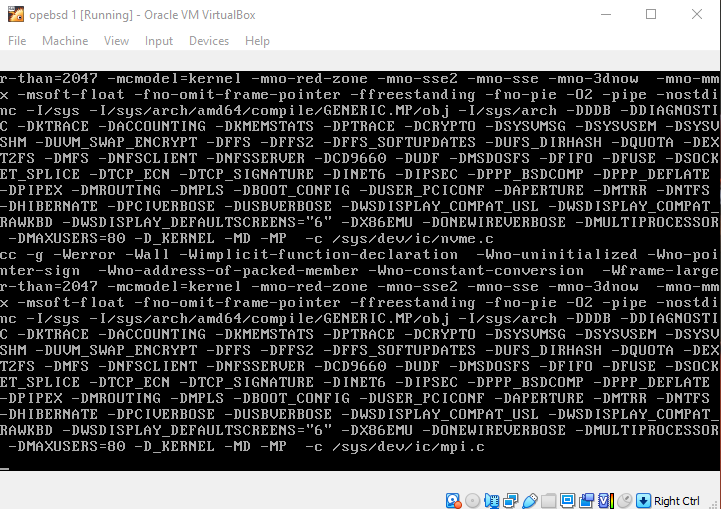 opebsd 1 [Running] - Oracle VM VirtualBox
File Machine View Input Devices Help
r-than=2047 -mcmodel=kernel -mno-red-zone -mno-sse2 -mno-sse -mno-3dnow  -mno-mm
x -msoft-float -fno-omit-frame-pointer -ffreestanding -fno-pie -O2 -pipe -nostdi
nc -I/sys -I/sys/arch/amd64/compile/GENERIC.MP/obj -I/sys/arch -DDDB -DDIAGNOSTI
C -DKTRACE -DACCOUNTING -DKMEMSTATS -DPTRACE -DCRYPTO -DSYSVMSG -DSYSVSEM -DSYSV
SHM -DUVM_SWAP_ENCRYPT -DFFS -DFFS2 -DFFS_SOFTUPDATES -DUFS_DIRHASH -DQUOTA -DEX
T2FS -DMFS -DNFSCLIENT -DNFSSERVER -DCD9660 -DUDF -DMSDOSFS -DFIFO -DFUSE -DSOCK
ET_SPLICE -DTCP_ECN -DTCP_SIGNATURE -DINET6 -DIPSEC -DPPP_BSDCOMP -DPPP_DEFLATE
-DPIPEX -DMROUTING -DMPLS -DBOOT_CONFIG -DUSER_PCICONF -DAPERTURE -DMTRR -DNTFS
-DHIBERNATE -DPCIVERBOSE -DUSBVERBOSE -DWSDISPLAY_COMPAT_USL -DWSDISPLAY_COMPAT_
RAWKBD -DWSDISPLAY_DEFAULTSCREENS="6" -DX86EMU -DONEWIREVERBOSE -DMULTIPROCESSOR
 -DMAXUSERS=80 -D_KERNEL -MD -MP  -c /sys/dev/ic/nvme.c
cc -g -Werror -Wall -Wimplicit-function-declaration  -Wno-uninitialized -Wno-poi
nter-sign  -Wno-address-of-packed-member -Wno-constant-conversion  -Wframe-large
r-than=2047 -mcmodel=kernel -mno-red-zone -mno-sse2 -mno-sse -mno-3dnow  -mno-mm
x -msoft-float -fno-omit-frame-pointer -ffreestanding -fno-pie -O2 -pipe -nostdi
nc -I/sys -I/sys/arch/amd64/compile/GENERIC.MP/obj -I/sys/arch -DDDB -DDIAGNOSTI
C -DKTRACE -DACCOUNTING -DKMEMSTATS -DPTRACE -DCRYPTO -DSYSVMSG -DSYSVSEM -DSYSV
SHM -DUVM_SWAP_ENCRYPT -DFFS -DFFS2 -DFFS_SOFTUPDATES -DUFS_DIRHASH -DQUOTA -DEX
T2FS -DMFS -DNFSCLIENT -DNFSSERVER -DCD9660 -DUDF -DMSDOSFS -DFIFO -DFUSE -DSOCK
ET_SPLICE -DTCP_ECN -DTCP_SIGNATURE -DINET6 -DIPSEC -DPPP_BSDCOMP -DPPP_DEFLATE
-DPIPEX -DMROUTING -DMPLS -DBOOT_CONFIG -DUSER_PCICONF -DAPERTURE -DMTRR -DNTFS
-DHIBERNATE -DPCIVERBOSE -DUSBVERBOSE -DWSDISPLAY_COMPAT_USL -DWSDISPLAY_COMPAT_
RAWKBD -DWSDISPLAY_DEFAULTSCREENS="6" -DX86EMU -DONEWIREVERBOSE -DMULTIPROCESSOR
 -DMAXUSERS=80 -D_KERNEL -MD -MP  -c /sys/dev/ic/mpi.c
Right Ctrl